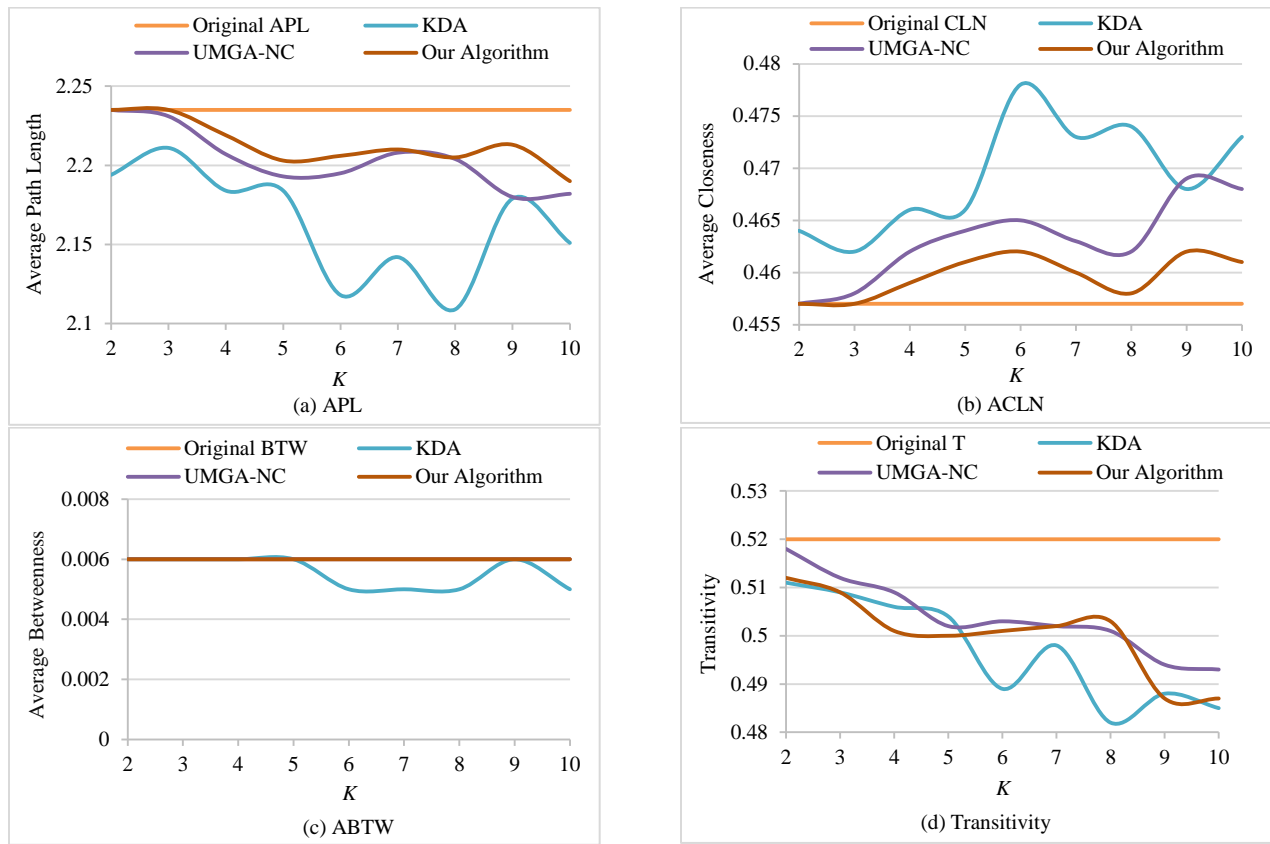 Original APL
KDA
UMGA-NC
Our Algorithm
2.25
2.2
2.15
2.1
Average Path Length
2 3 4 5 6 7 8 9 10
K
(a) APL
Original CLN
KDA
UMGA-NC
Our Algorithm
0.48
0.475
0.47
0.465
0.46
0.455
Average Closeness
2 3 4 5 6 7 8 9 10
K
(b) ACLN
Original BTW
KDA
UMGA-NC
Our Algorithm
0.008
0.006
0.004
0.002
0
Average Betweenness
2 3 4 5 6 7 8 9 10
K
(c) ABTW
Original T
KDA
UMGA-NC
Our Algorithm
0.53
0.52
0.51
0.5
0.49
0.48
Transitivity
2 3 4 5 6 7 8 9 10
K
(d) Transitivity